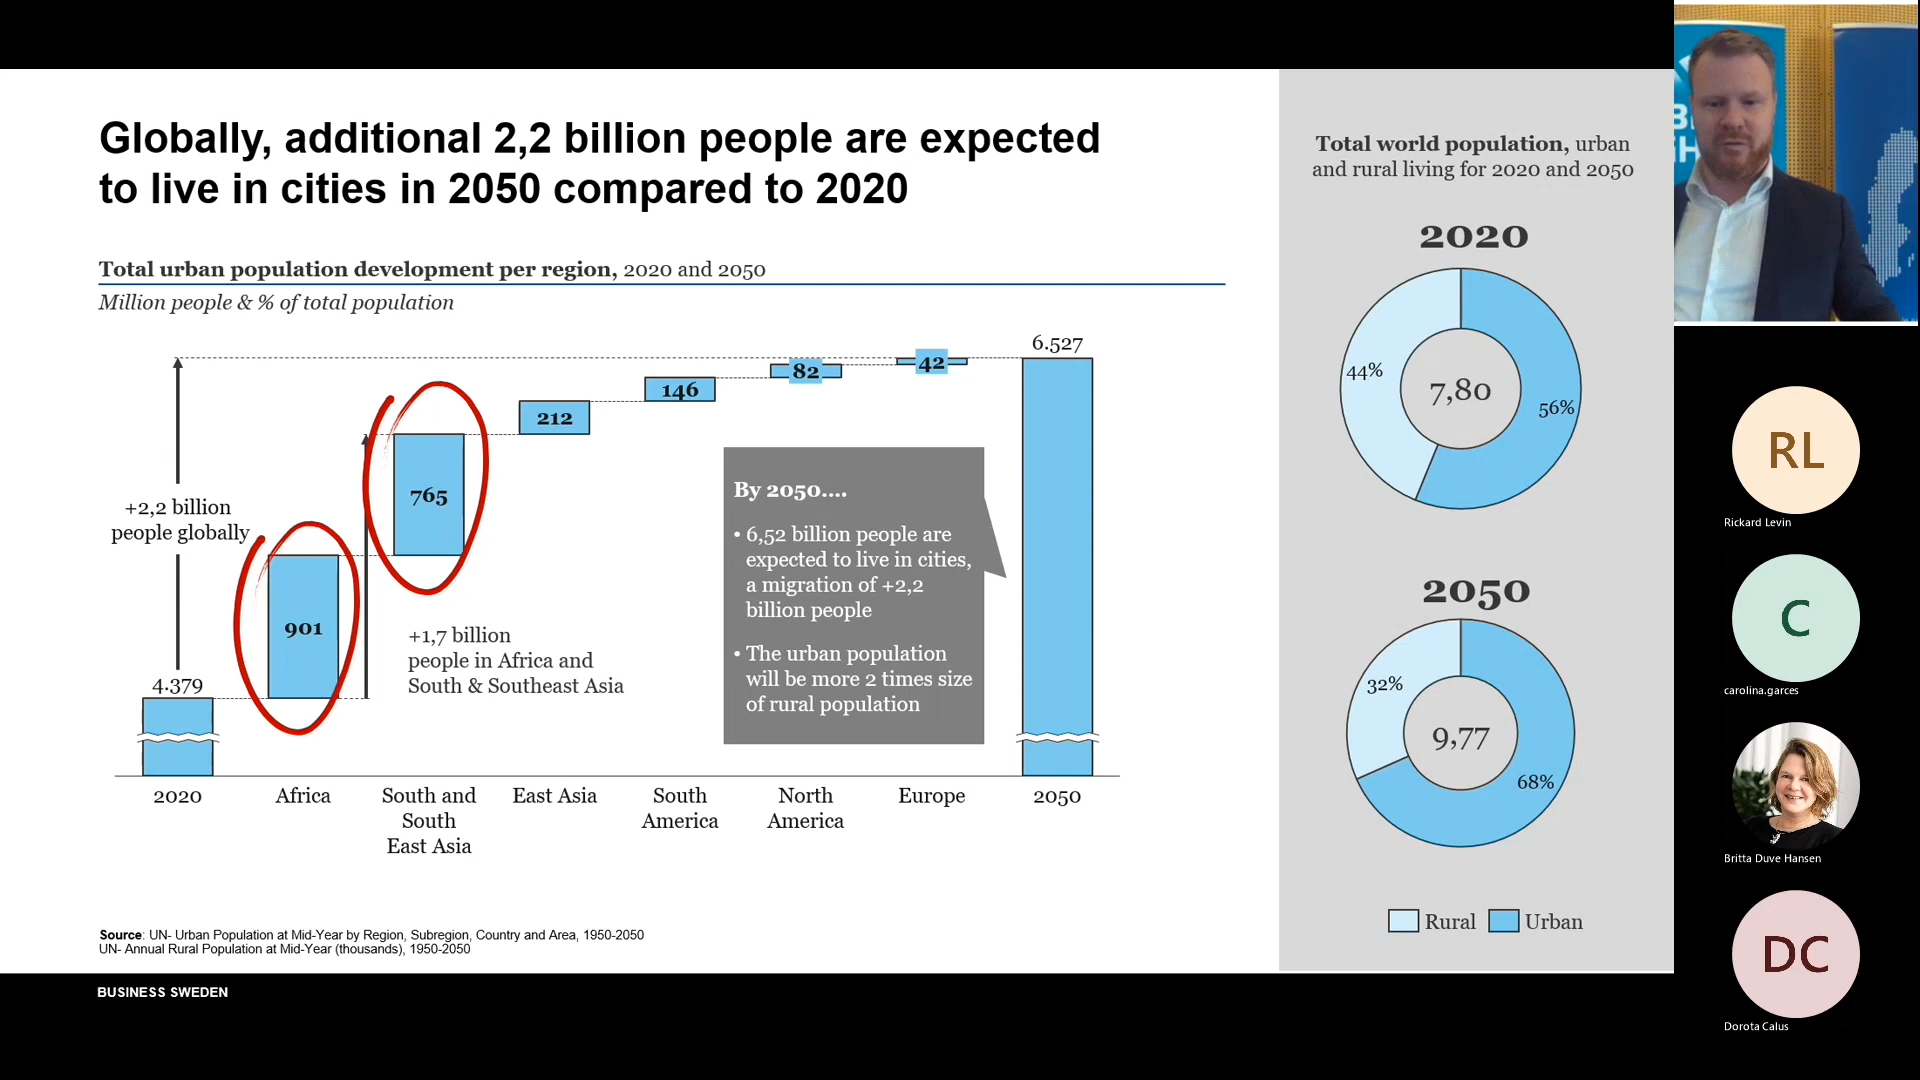 Globally, additional 2,2 billion people are expected
to live in cities in 2050 compared to 2020
Total urban population development per region, 2020 and 2050
Million people & % of total population
+2,2 billion
people globally
4.379
901
765
212
146
82
42
6.527
+1,7 billion
people in Africa and
South & Southeast Asia
By 2050....
• 6,52 billion people are
expected to live in cities,
a migration of +2,2
billion people
• The urban population
will be more 2 times size
of rural population
2020
Africa
South and
South
East Asia
East Asia
South
America
North
America
Europe
2050
Source: UN- Urban Population at Mid-Year by Region, Subregion, Country and Area, 1950-2050
UN- Annual Rural Population at Mid-Year (thousands), 1950-2050
BUSINESS SWEDEN
Total world population, urban
and rural living for 2020 and 2050
2020
44%
7,80
56%
2050
32%
9,77
68%
Rural
Urban
RL
Rickard Levin
C
carolina.garces
Britta Duve Hansen
DC
Dorota Calus